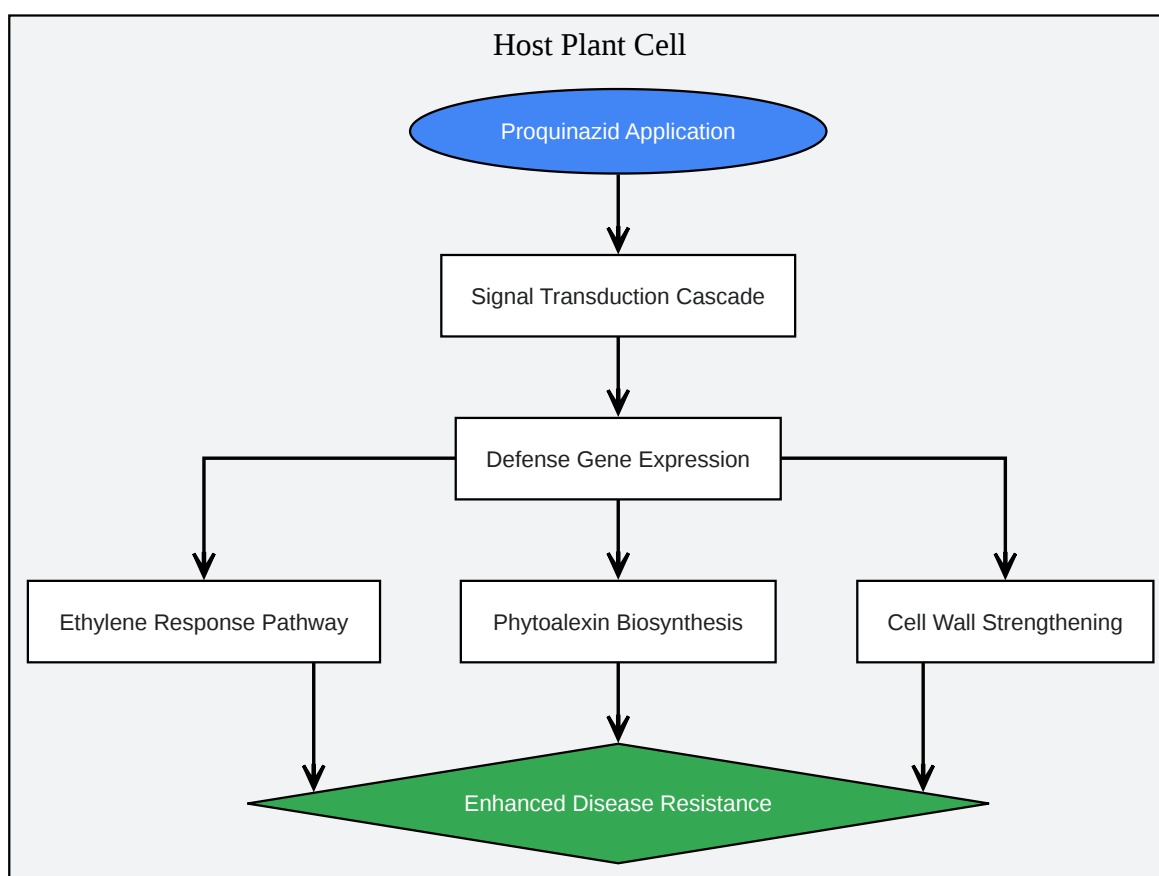 Host Plant Cell
Proquinazid Application
Signal Transduction Cascade
Defense Gene Expression
Ethylene Response Pathway
Phytoalexin Biosynthesis
Cell Wall Strengthening
Enhanced Disease Resistance